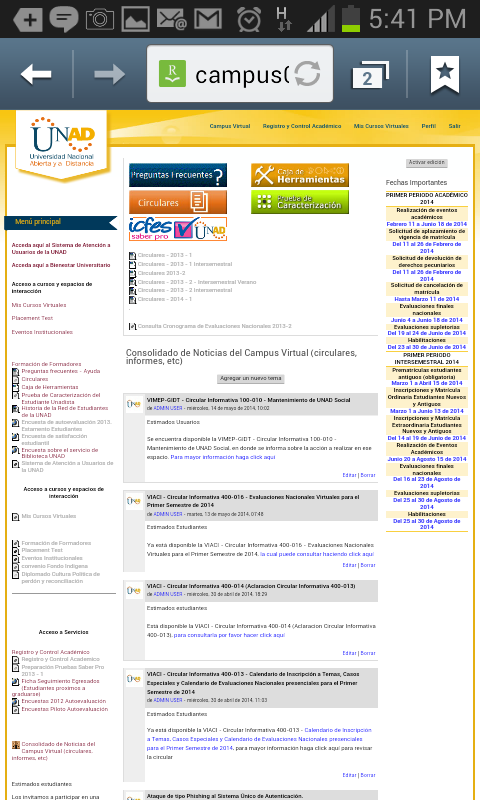 H
5:41 PM
R
campus
2
UNAD
Universidad Nacional
Abierta y a Distancia
Campus Virtual
Registro y Control Académico
Mis Cursos Virtuales
Perfil
Salir
Menú principal
Acceda aquí al Sistema de Atención a
Usuarios de la UNAD
Acceda aquí a Bienestar Universitario
Acceso a cursos y espacios de
interacción
Mis Cursos Virtuales
Placement Test
Eventos Institucionales
Formación de Formadores
Preguntas frecuentes - Ayuda
Circulares
Caja de Herramientas
Prueba de Caracterización del
Estudiante Unadista
Historia de la Red de Estudiantes
de la UNAD
Encuesta de autoevaluación 2013.
Estamento Estudiantes
Encuesta de satisfacción
estudiantil
Encuesta sobre el servicio de
Biblioteca UNAD
Sistema de Atención a Usuarios de
la UNAD
Acceso a cursos y espacios de
interacción
Mis Cursos Virtuales
Formación de Formadores
Placement Test
Eventos Institucionales
convenio Fondo Indígena
Diplomado Cultura Política de
perdón y reconciliación
Acceso a Servicios
Registro y Control Académico
Registro y Control Academico
Preparación Pruebas Saber Pro
2013 - 1
Ficha Seguimiento Egresados
(Estudiantes proximos a
graduarse)
Encuestas 2012 Autoevaluación
Encuestas Piloto Autoevaluación
Consolidado de Noticias del
Campus Virtual (circulares,
informes, etc)
Estimados estudiantes
Los invitamos a participar en una
Preguntas Frecuentes ?
Caja de
Herramientas
Circulares
Prueba de
Caracterización
icfes
saber pro
UNAD
Circulares - 2013 - 1
Circulares - 2013 - 1 Intersemestral
Circulares 2013-2
Circulares - 2013 - 2 - Intersemestral Verano
Circulares - 2013 - 2 Intersemestral
Circulares - 2014 - 1
Consulta Cronograma de Evaluaciones Nacionales 2013-2
Consolidado de Noticias del Campus Virtual (circulares,
informes, etc)
Agregar un nuevo tema
VIMEP-GIDT - Circular Informativa 100-010 - Mantenimiento de UNAD Social
de ADMIN USER - miércoles, 14 de mayo de 2014, 10:02
Estimados Usuarios
Se encuentra disponible la VIMEP-GIDT - Circular Informativa 100-010 -
Mantenimiento de UNAD Social, en donde se informa sobre la acción a realizar en ese
espacio. Para mayor información haga click aquí
Editar | Borrar
VIACI - Circular Informativa 400-016 - Evaluaciones Nacionales Virtuales para el
Primer Semestre de 2014
de ADMIN USER - martes, 13 de mayo de 2014, 07:48
Estimados Estudiantes
Ya está disponible la VIACI - Circular Informativa 400-016 - Evaluaciones Nacionales
Virtuales para el Primer Semestre de 2014, la cual puede consultar haciendo click aquí
Editar | Borrar
VIACI - Circular Informativa 400-014 (Aclaracion Circular Informativa 400-013)
de ADMIN USER - miércoles, 30 de abril de 2014, 18:29
Estimados estudiantes
Está disponible la VIACI - Circular Informativa 400-014 (Aclaracion Circular Informativa
400-013), para consultarla por favor hacer click aquí
Editar | Borrar
VIACI - Circular Informativa 400-013 - Calendario de Inscripción a Temas, Casos
Especiales y Calendario de Evaluaciones Nacionales presenciales para el Primer
Semestre de 2014
de ADMIN USER - miércoles, 30 de abril de 2014, 11:03
Estimados Estudiantes
Ya está disponible la VIACI - Circular Informativa 400-013 - Calendario de Inscripción
a Temas, Casos Especiales y Calendario de Evaluaciones Nacionales presenciales
para el Primer Semestre de 2014, para mayor información haga click aquí para revisar
la circular
Editar | Borrar
Ataque de tipo Phishing al Sistema Único de Autenticación.
Activar edición
Fechas Importantes
PRIMER PERIODO ACADÉMICO
2014
Realización de eventos
académicos
Febrero 11 a Junio 18 de 2014
Solicitud de aplazamiento de
vigencia de matrícula
Del 11 al 26 de Febrero de
2014
Solicitud de devolución de
derechos pecuniarios
Del 11 al 26 de Febrero de
2014
Solicitud de cancelación de
matrícula
Hasta Marzo 11 de 2014
Evaluaciones finales
nacionales
Junio 4 a Junio 18 de 2014
Evaluaciones supletorias
Del 19 al 24 de Junio de 2014
Habilitaciones
Del 23 al 30 de Junio de 2014
PRIMER PERIODO
INTERSEMESTRAL 2014
Prematrículas estudiantes
antiguos (obligatoria)
Marzo 1 a Abril 15 de 2014
Inscripciones y Matrícula
Ordinaria Estudiantes Nuevos
y Antiguos
Marzo 1 a Junio 13 de 2014
Inscripciones y Matrícula
Extraordinaria Estudiantes
Nuevos y Antiguos
Del 14 al 19 de Junio de 2014
Realización de Eventos
Académicos
Junio 20 a Agosto 15 de 2014
Evaluaciones finales
nacionales
Del 16 al 23 de Agosto de
2014
Evaluaciones supletorias
Del 25 al 30 de Agosto de
2014
Habilitaciones
Del 25 al 30 de Agosto de
2014